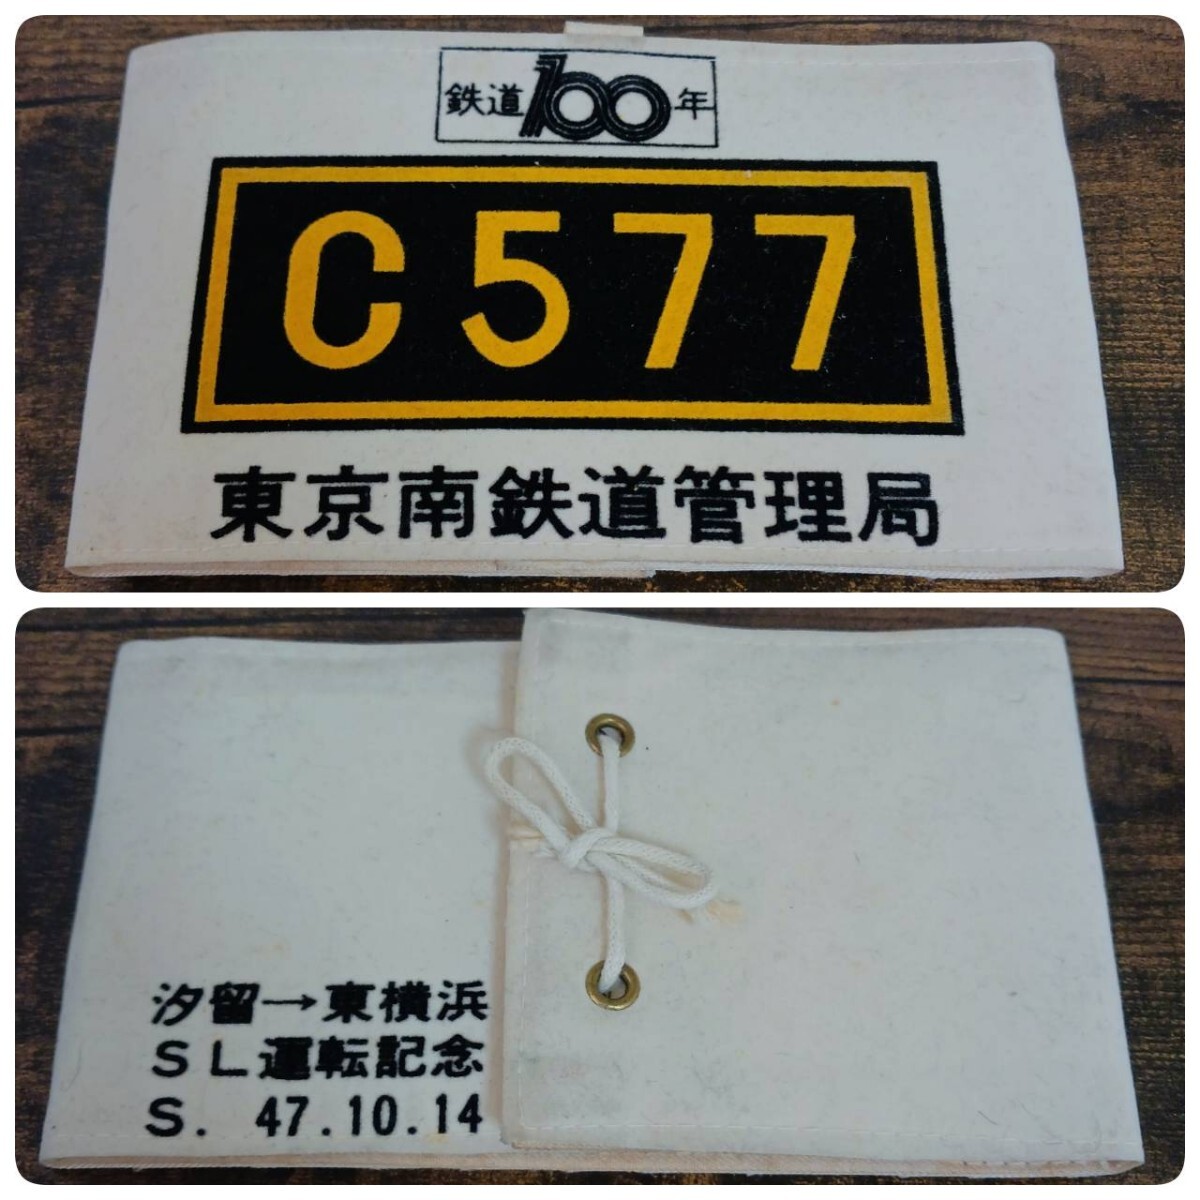 鉄道100年
C577
東京南鉄道管理局
汐留→東横浜
SL運転記念
S. 47.10.14